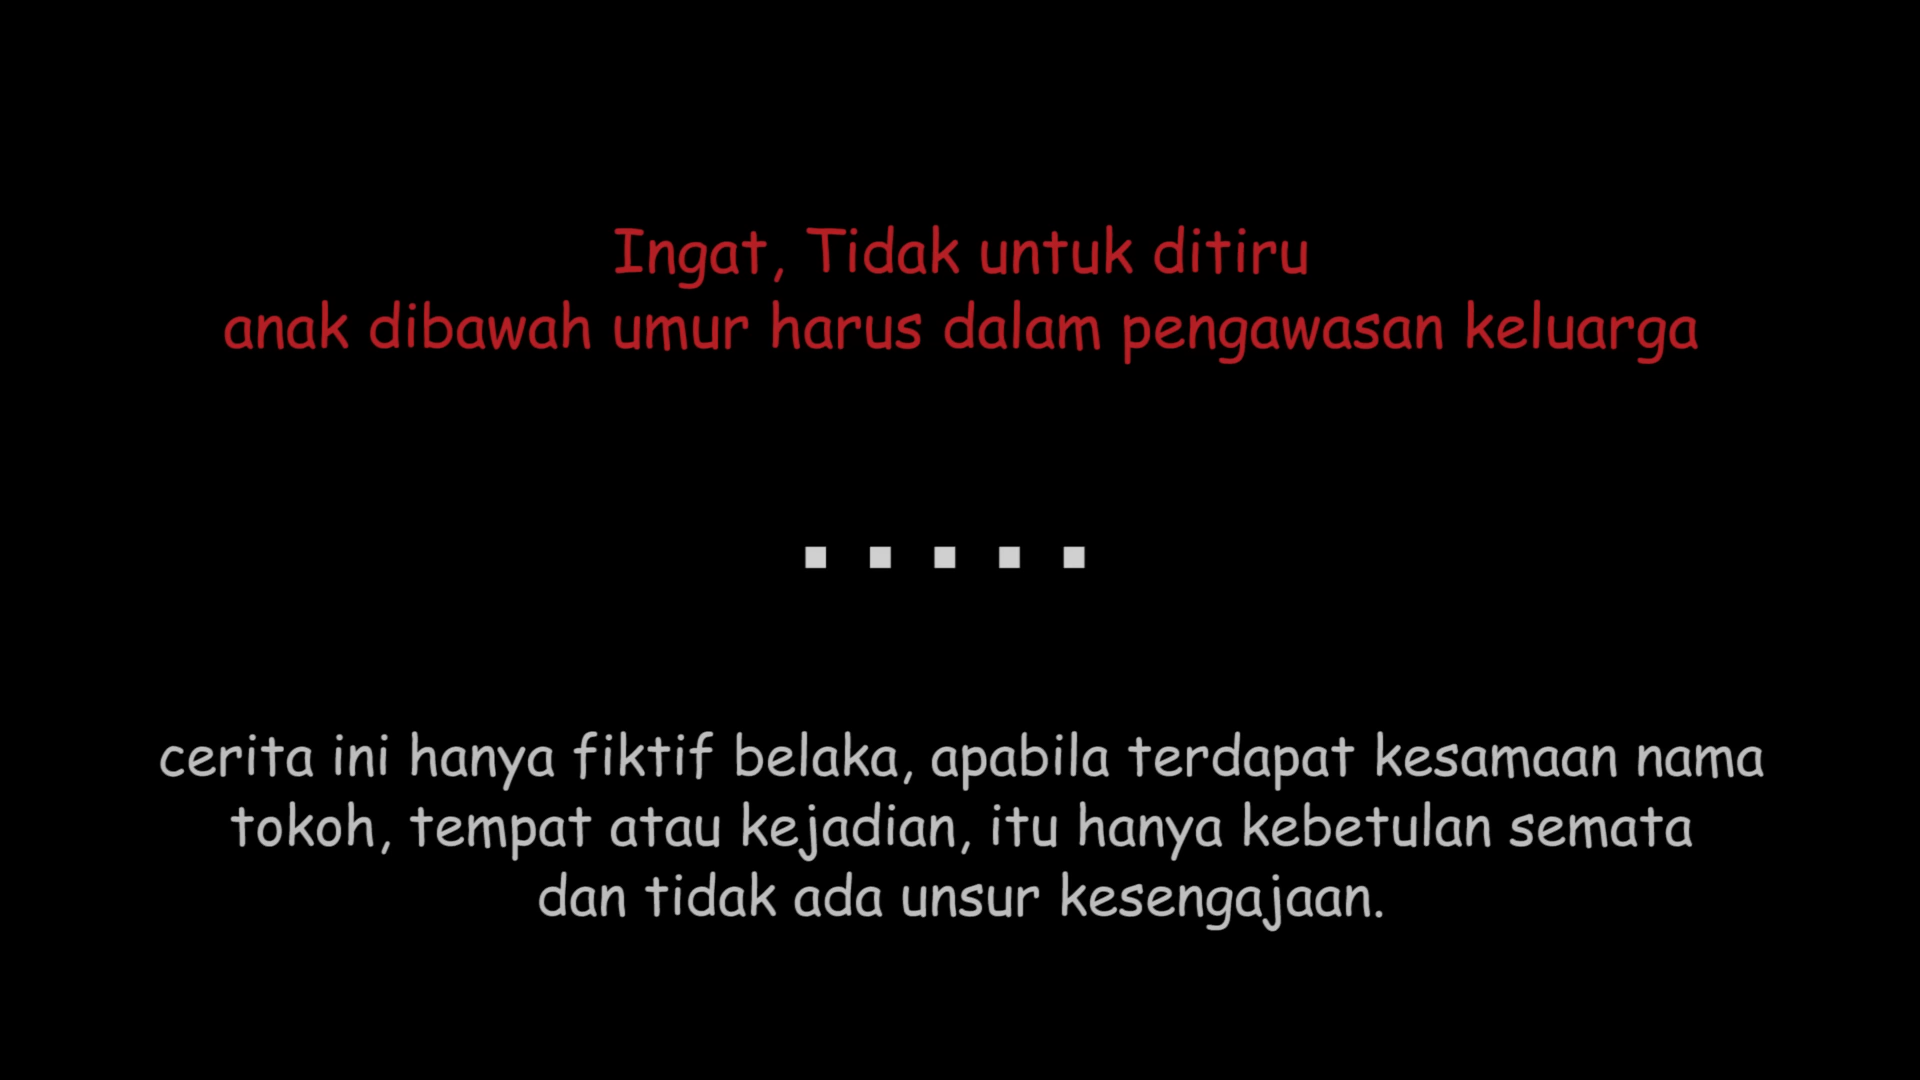 Ingat, Tidak untuk ditiru
anak dibawah umur harus dalam pengawasan keluarga
. . . . .
cerita ini hanya fiktif belaka, apabila terdapat kesamaan nama
tokoh, tempat atau kejadian, itu hanya kebetulan semata
dan tidak ada unsur kesengajaan.